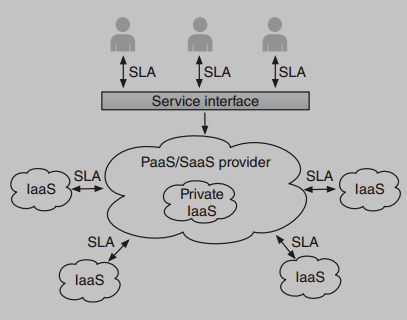 SLA SLA SLA
Service interface
PaaS/SaaS provider
SLA SLA
IaaS Private IaaS
IaaS
SLA SLA
IaaS IaaS